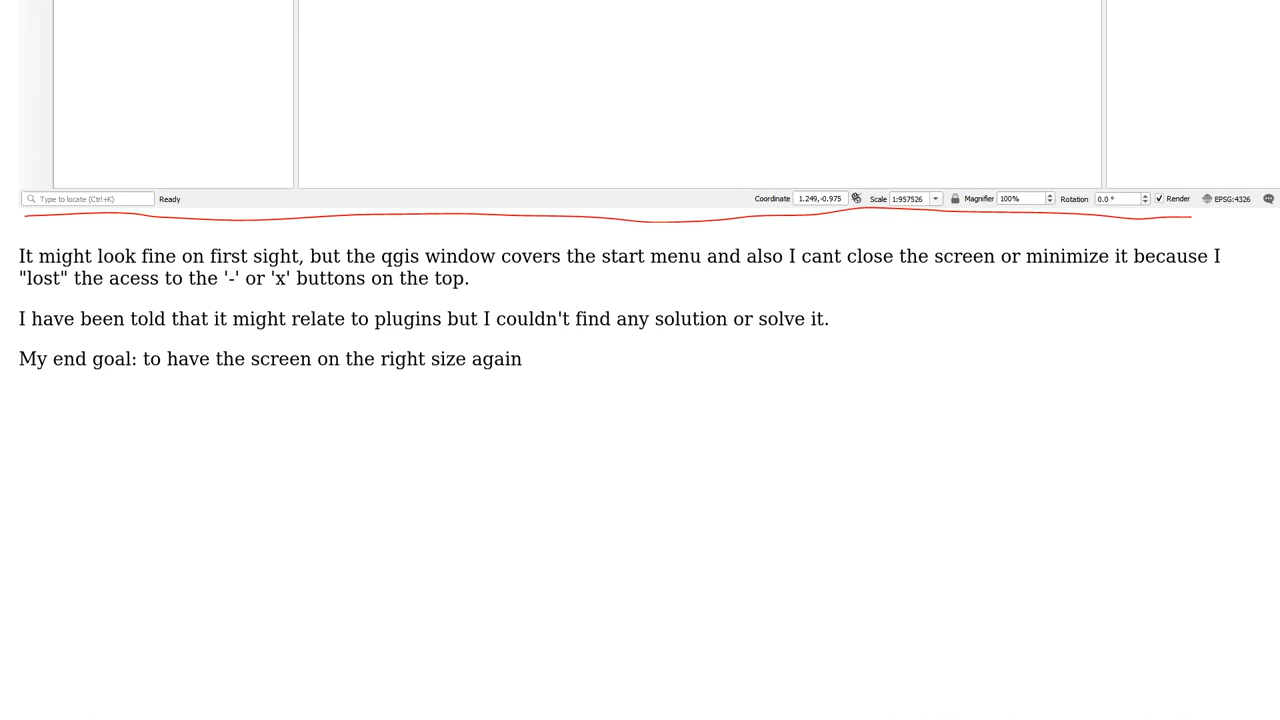 Type to locate (Ctrl+K) Ready Coordinate 1.249,-0.975 Scale 1:957526 Magnifier 100% Rotation 0.0 ° Render EPSG:4326
It might look fine on first sight, but the qgis window covers the start menu and also I cant close the screen or minimize it because I
"lost" the acess to the '-' or 'x' buttons on the top.
I have been told that it might relate to plugins but I couldn't find any solution or solve it.
My end goal: to have the screen on the right size again